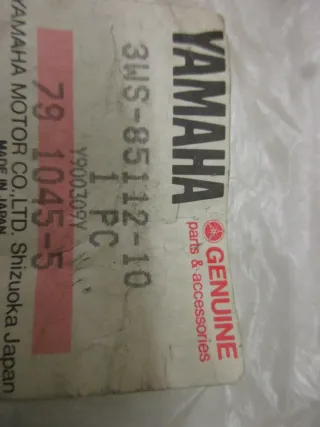 YAMAHA
GENUINE
parts & accessories
3WS-85112-10
1 PC
Y900Z09Y
79 1045-5
YAMAHA MOTOR CO.,LTD. Shizuoka Japan
MADE IN JAPAN